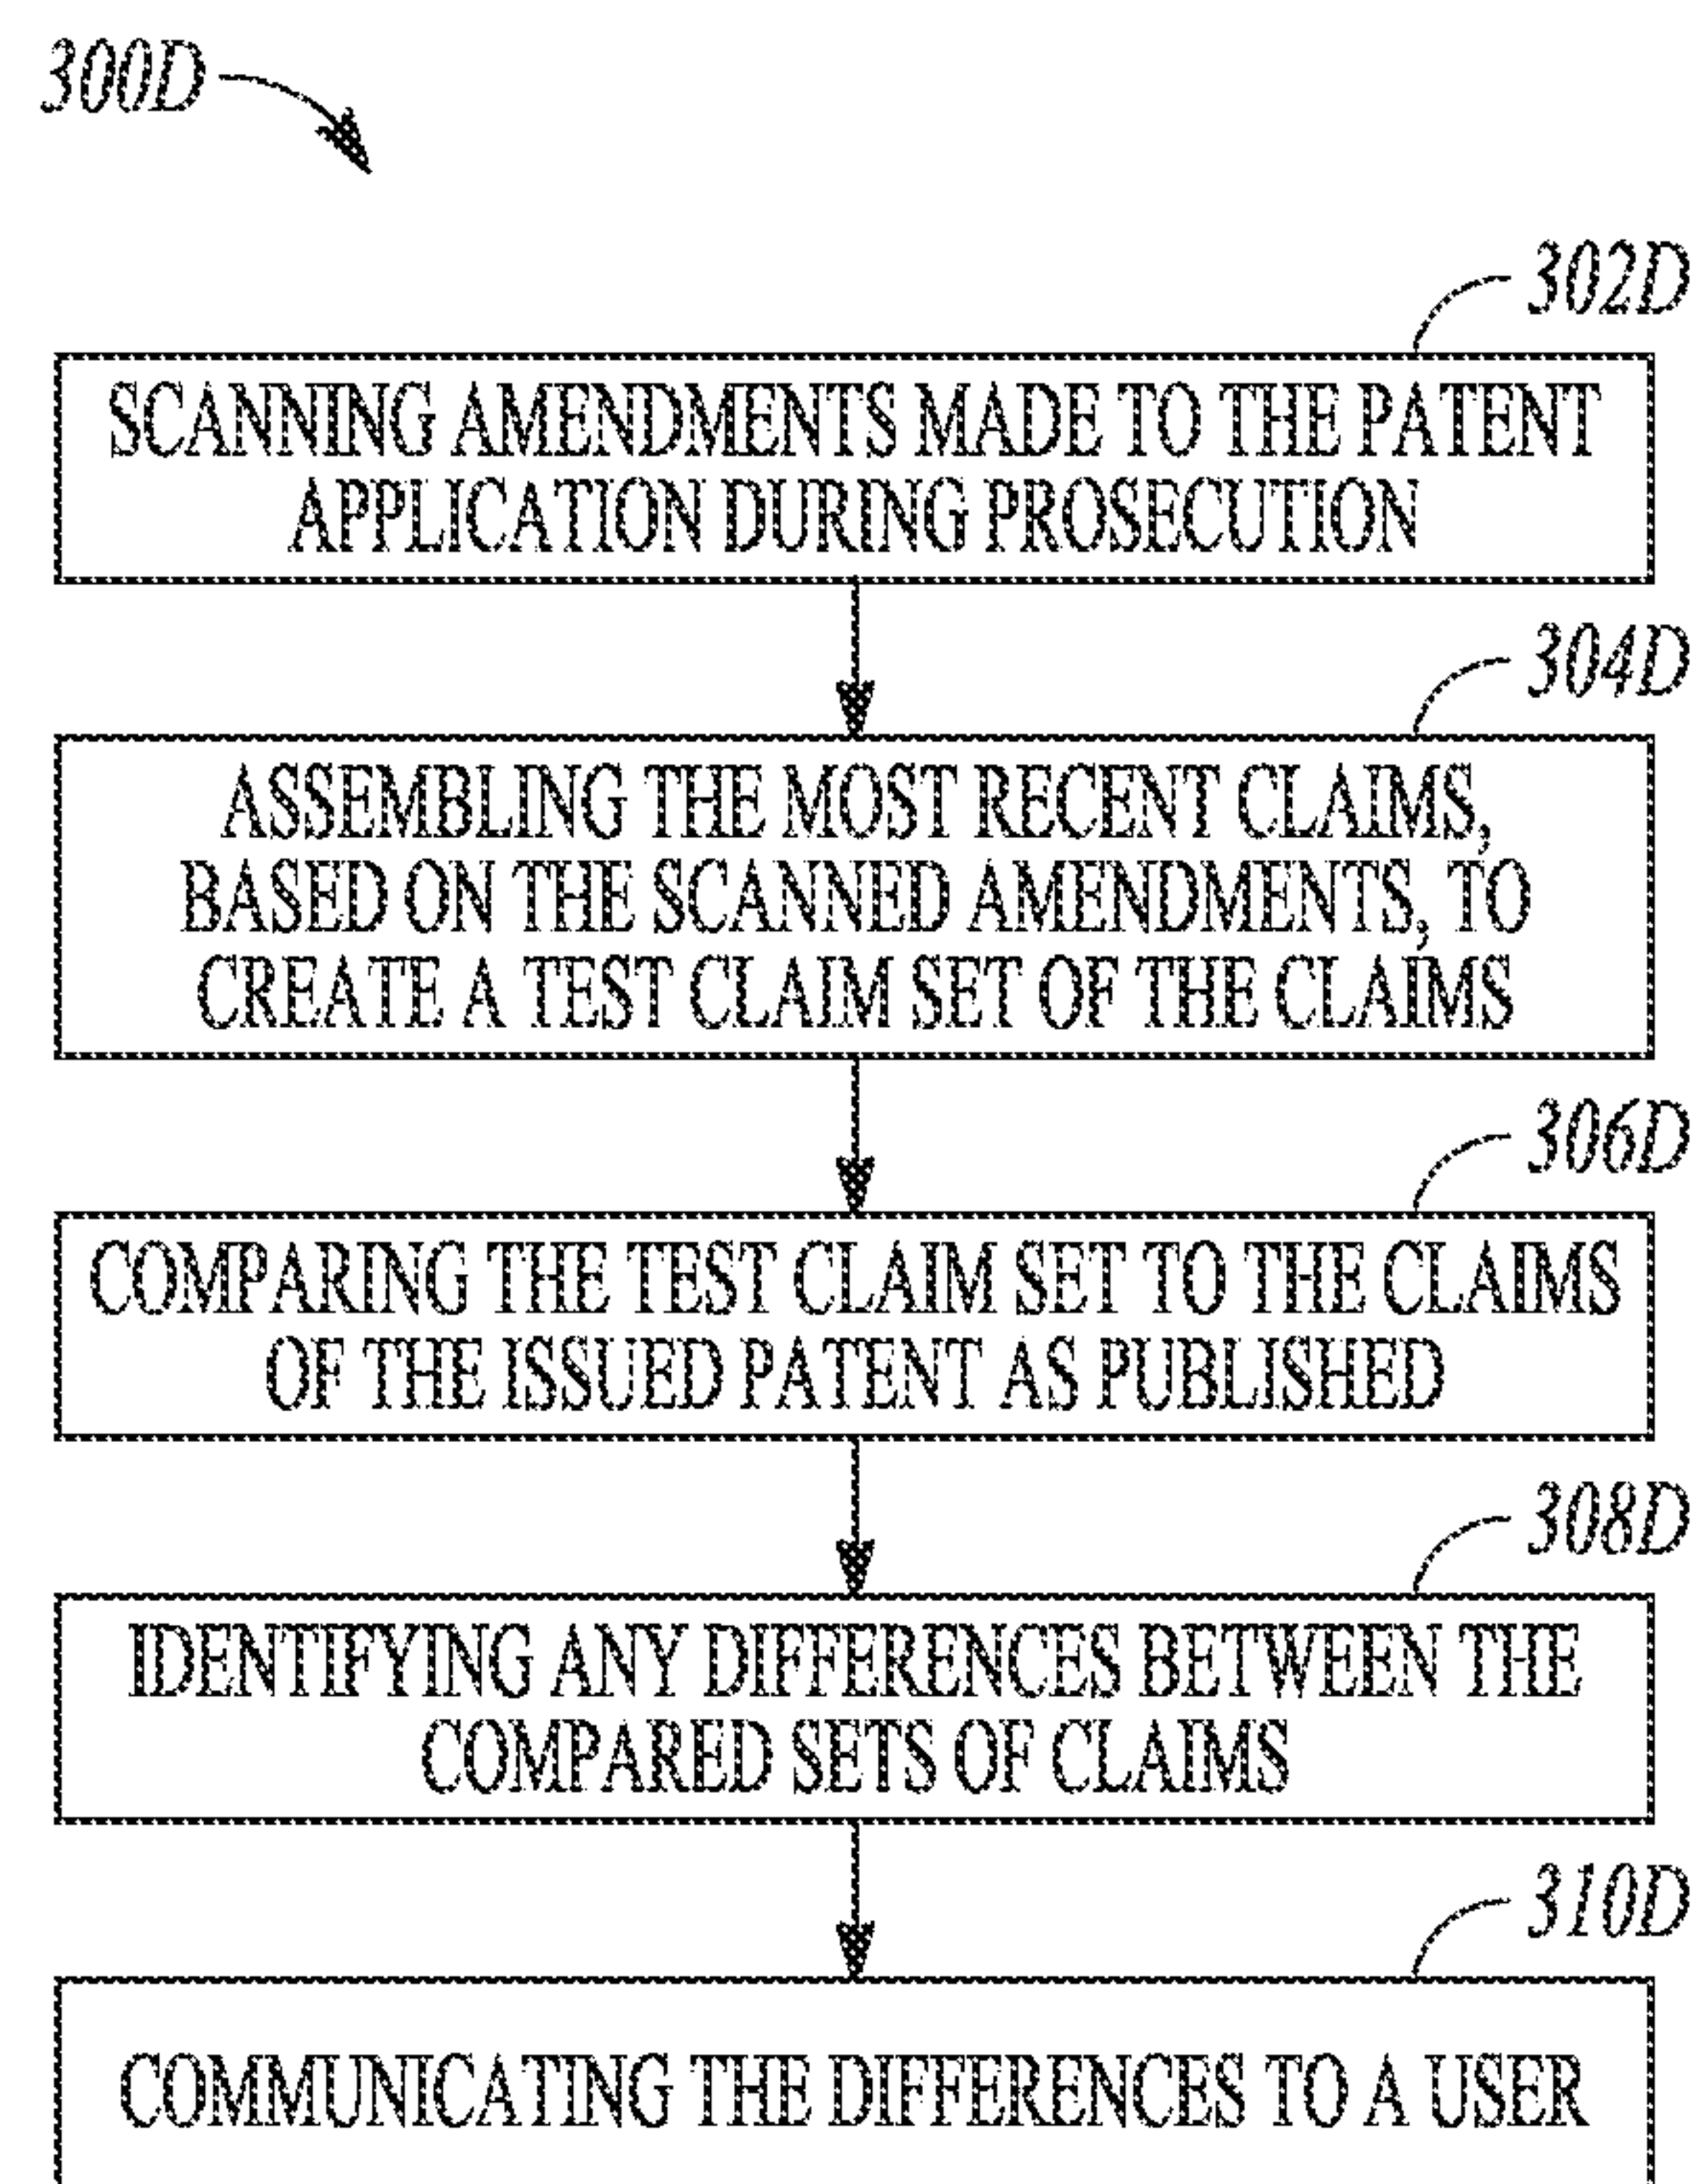 300D
302D
SCANNING AMENDMENTS MADE TO THE PATENT
APPLICATION DURING PROSECUTION
304D
ASSEMBLING THE MOST RECENT CLAIMS,
BASED ON THE SCANNED AMENDMENTS, TO
CREATE A TEST CLAIM SET OF THE CLAIMS
306D
COMPARING THE TEST CLAIM SET TO THE CLAIMS
OF THE ISSUED PATENT AS PUBLISHED
308D
IDENTIFYING ANY DIFFERENCES BETWEEN THE
COMPARED SETS OF CLAIMS
310D
COMMUNICATING THE DIFFERENCES TO A USER